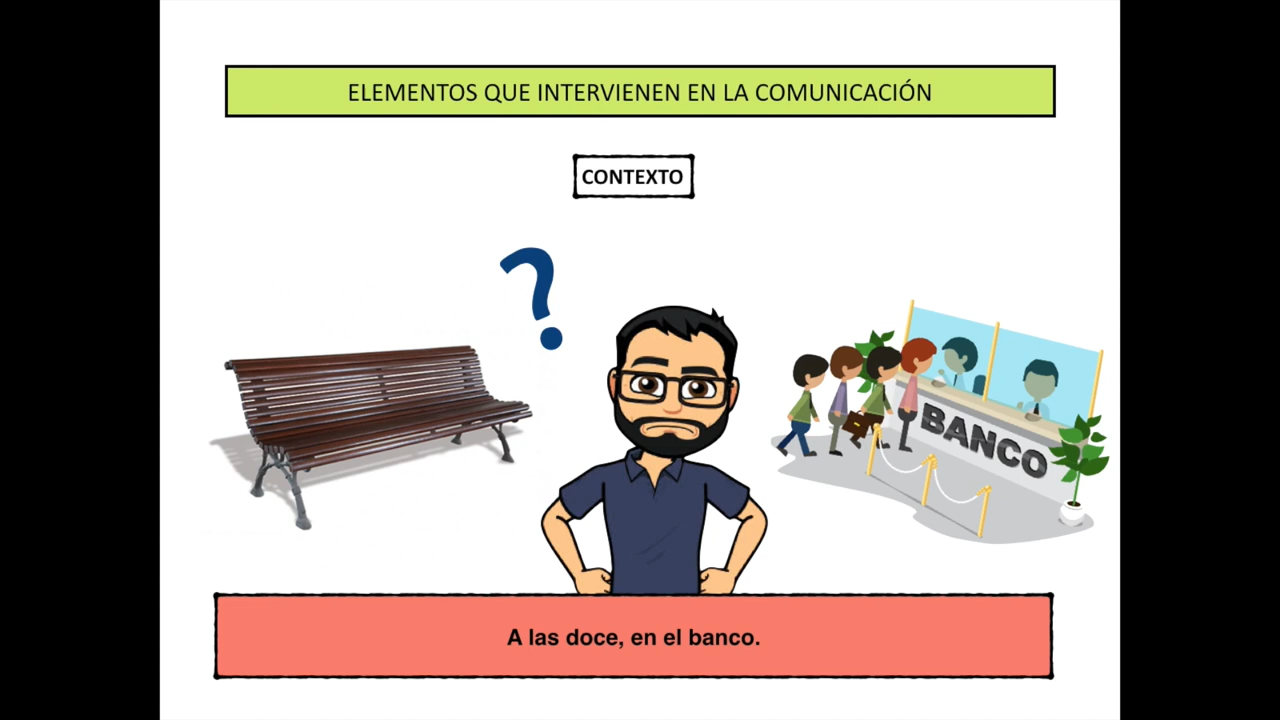 ELEMENTOS QUE INTERVIENEN EN LA COMUNICACIÓN
CONTEXTO
?
BANCO
A las doce, en el banco.